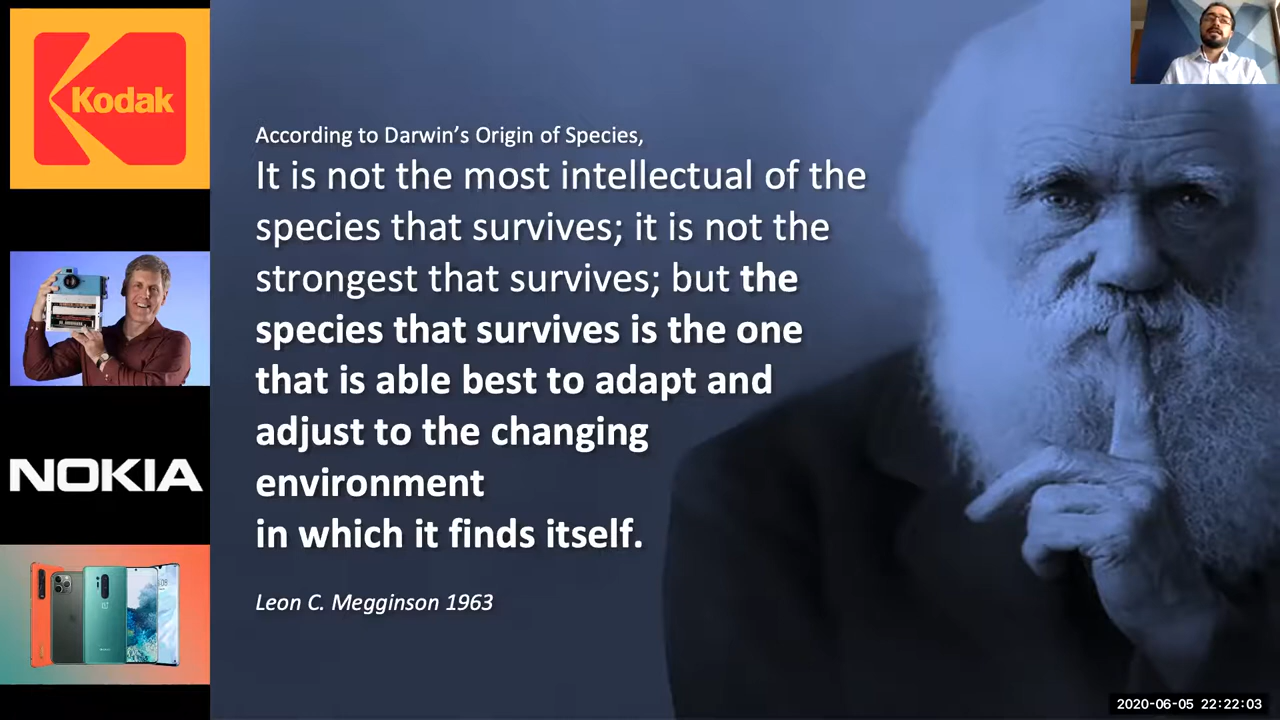 Kodak
NOKIA
According to Darwin's Origin of Species,
It is not the most intellectual of the
species that survives; it is not the
strongest that survives; but the
species that survives is the one
that is able best to adapt and
adjust to the changing
environment
in which it finds itself.
Leon C. Megginson 1963
2020-06-05 22:22:03